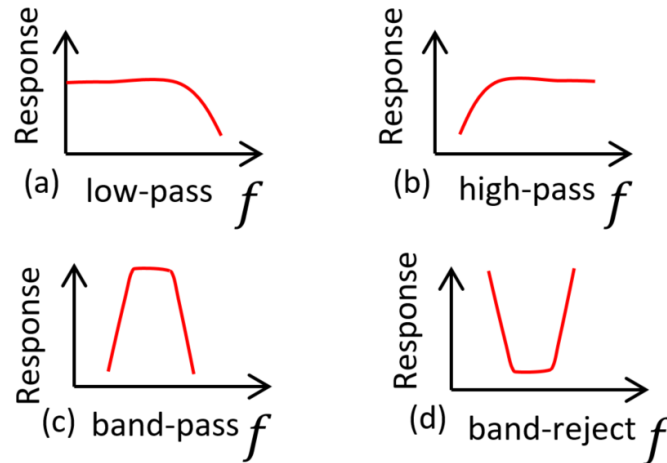 Response
(a) low-pass f
Response
(b) high-pass f
Response
(c) band-pass f
Response
(d) band-reject f